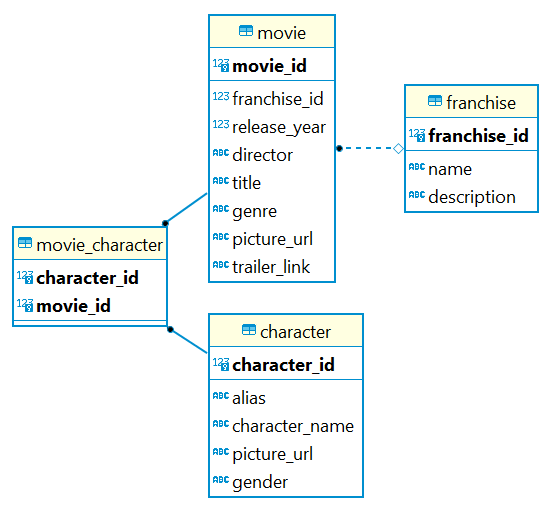 movie
123 movie_id
123 franchise_id
123 release_year
ABC director
ABC title
ABC genre
ABC picture_url
ABC trailer_link
franchise
123 franchise_id
ABC name
ABC description
movie_character
123 character_id
123 movie_id
character
123 character_id
ABC alias
ABC character_name
ABC picture_url
ABC gender